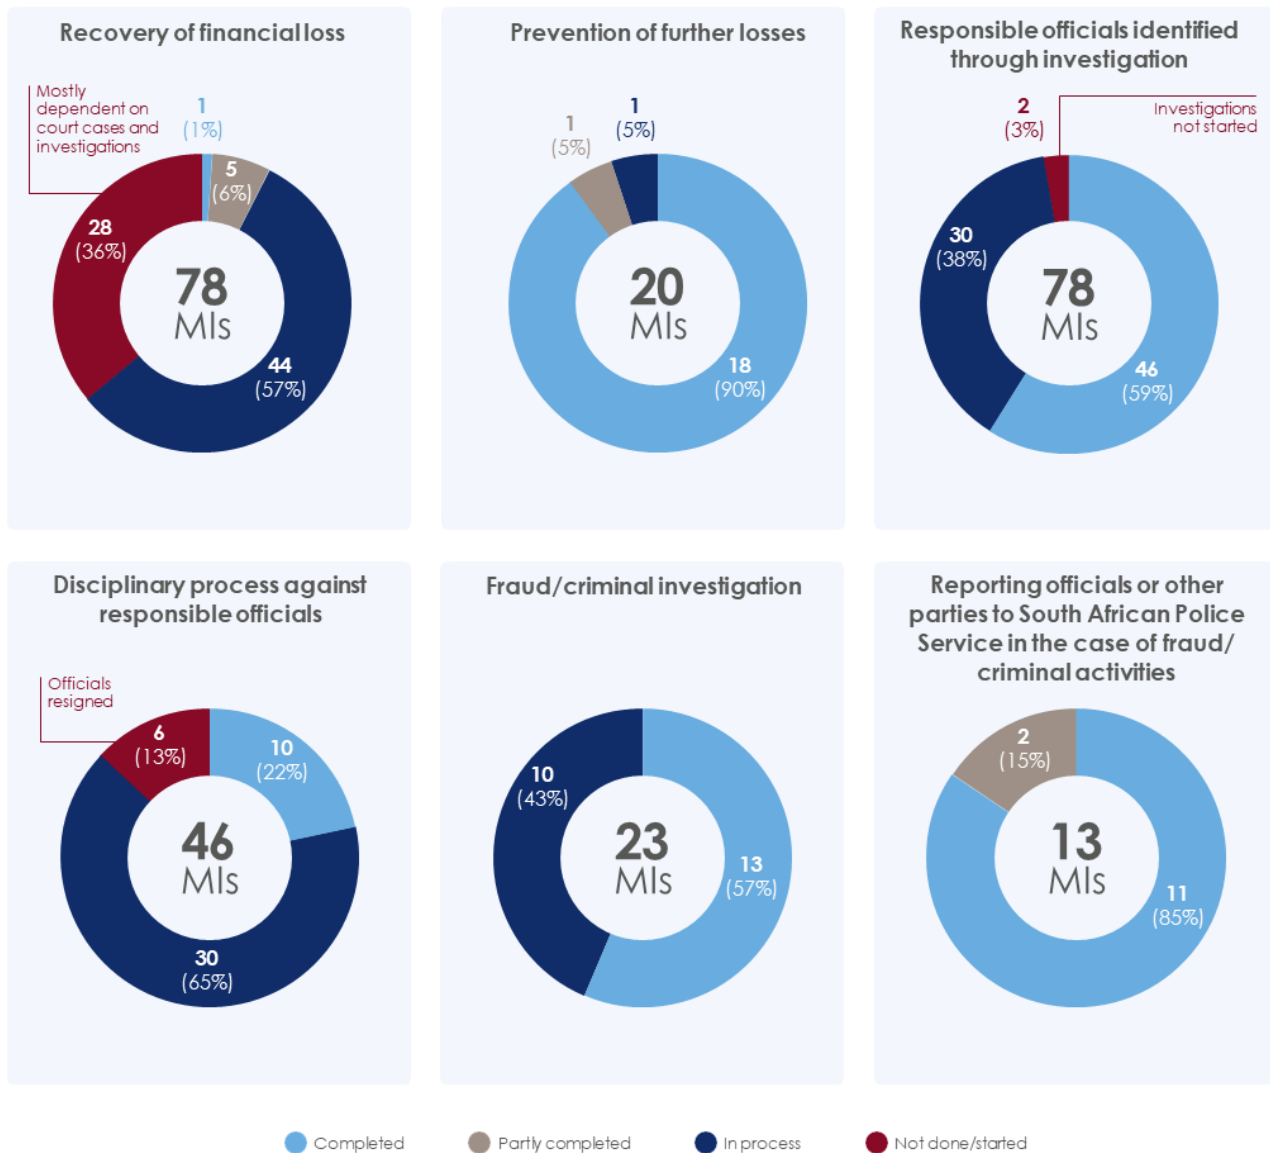 Recovery of financial loss
Mostly
dependent on
court cases and
investigations
1
(1%)
5
(6%)
28
(36%)
78
MIs
44
(57%)
Prevention of further losses
1
(5%)
1
(5%)
20
MIs
18
(90%)
Responsible officials identified
through investigation
2
(3%)
Investigations
not started
30
(38%)
78
MIs
46
(59%)
Disciplinary process against
responsible officials
Officials
resigned
6
(13%)
10
(22%)
46
MIs
30
(65%)
Fraud/criminal investigation
10
(43%)
23
MIs
13
(57%)
Reporting officials or other
parties to South African Police
Service in the case of fraud/
criminal activities
2
(15%)
13
MIs
11
(85%)
Completed
Partly completed
In process
Not done/started